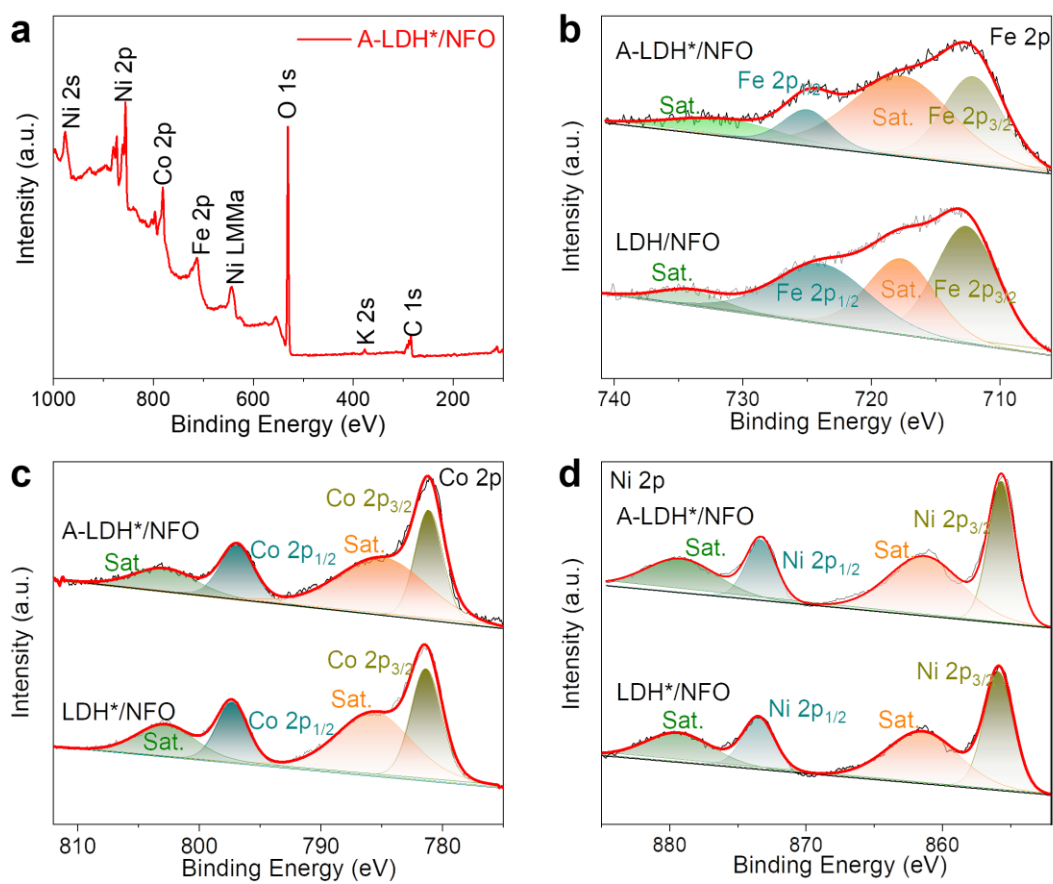 a
A-LDH*/NFO
Ni 2s
Ni 2p
Co 2p
Fe 2p
Ni LMMa
O 1s
K 2s
C 1s
Intensity (a.u.)
1000 800 600 400 200
Binding Energy (eV)
b
Fe 2p
A-LDH*/NFO
Fe 2p1/2
Sat.
Sat.
Fe 2p3/2
LDH/NFO
Sat.
Fe 2p1/2
Sat.
Fe 2p3/2
Intensity (a.u.)
740 730 720 710
Binding Energy (eV)
c
Co 2p
Co 2p3/2
A-LDH*/NFO
Sat.
Co 2p1/2
Sat.
Co 2p3/2
LDH*/NFO
Sat.
Co 2p1/2
Sat.
Intensity (a.u.)
810 800 790 780
Binding Energy (eV)
d
Ni 2p
A-LDH*/NFO
Ni 2p3/2
Sat.
Ni 2p1/2
Sat.
LDH*/NFO
Ni 2p3/2
Sat.
Ni 2p1/2
Sat.
Intensity (a.u.)
880 870 860
Binding Energy (eV)